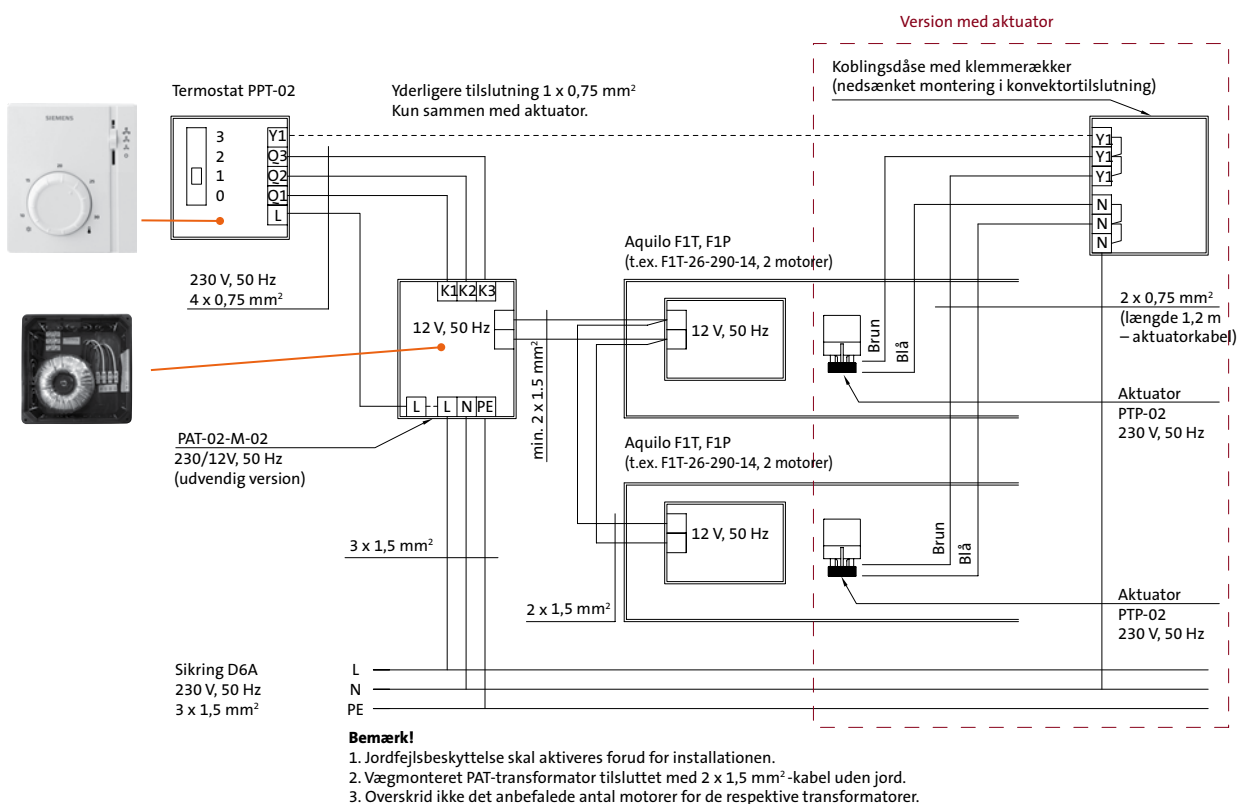 Version med aktuator
Koblingsdåse med klemmerækker
(nedsænket montering i konvektortilslutning)
Termostat PPT-02
Yderligere tilslutning 1 x 0,75 mm²
Kun sammen med aktuator.
SIEMENS
3
2
1
0
Y1
Q3
Q2
Q1
L
Y1
Y1
Y1
N
N
N
230 V, 50 Hz
4 x 0,75 mm²
K1 K2 K3
12 V, 50 Hz
L L N PE
min. 2 x 1.5 mm²
Aquilo F1T, F1P
(t.ex. F1T-26-290-14, 2 motorer)
12 V, 50 Hz
Brun
Blå
2 x 0,75 mm²
(længde 1,2 m
– aktuatorkabel)
Aktuator
PTP-02
230 V, 50 Hz
PAT-02-M-02
230/12V, 50 Hz
(udvendig version)
Aquilo F1T, F1P
(t.ex. F1T-26-290-14, 2 motorer)
12 V, 50 Hz
Brun
Blå
3 x 1,5 mm²
2 x 1,5 mm²
Aktuator
PTP-02
230 V, 50 Hz
Sikring D6A
230 V, 50 Hz
3 x 1,5 mm²
L
N
PE
Bemærk!
1. Jordfejlsbeskyttelse skal aktiveres forud for installationen.
2. Vægmonteret PAT-transformator tilsluttet med 2 x 1,5 mm² -kabel uden jord.
3. Overskrid ikke det anbefalede antal motorer for de respektive transformatorer.